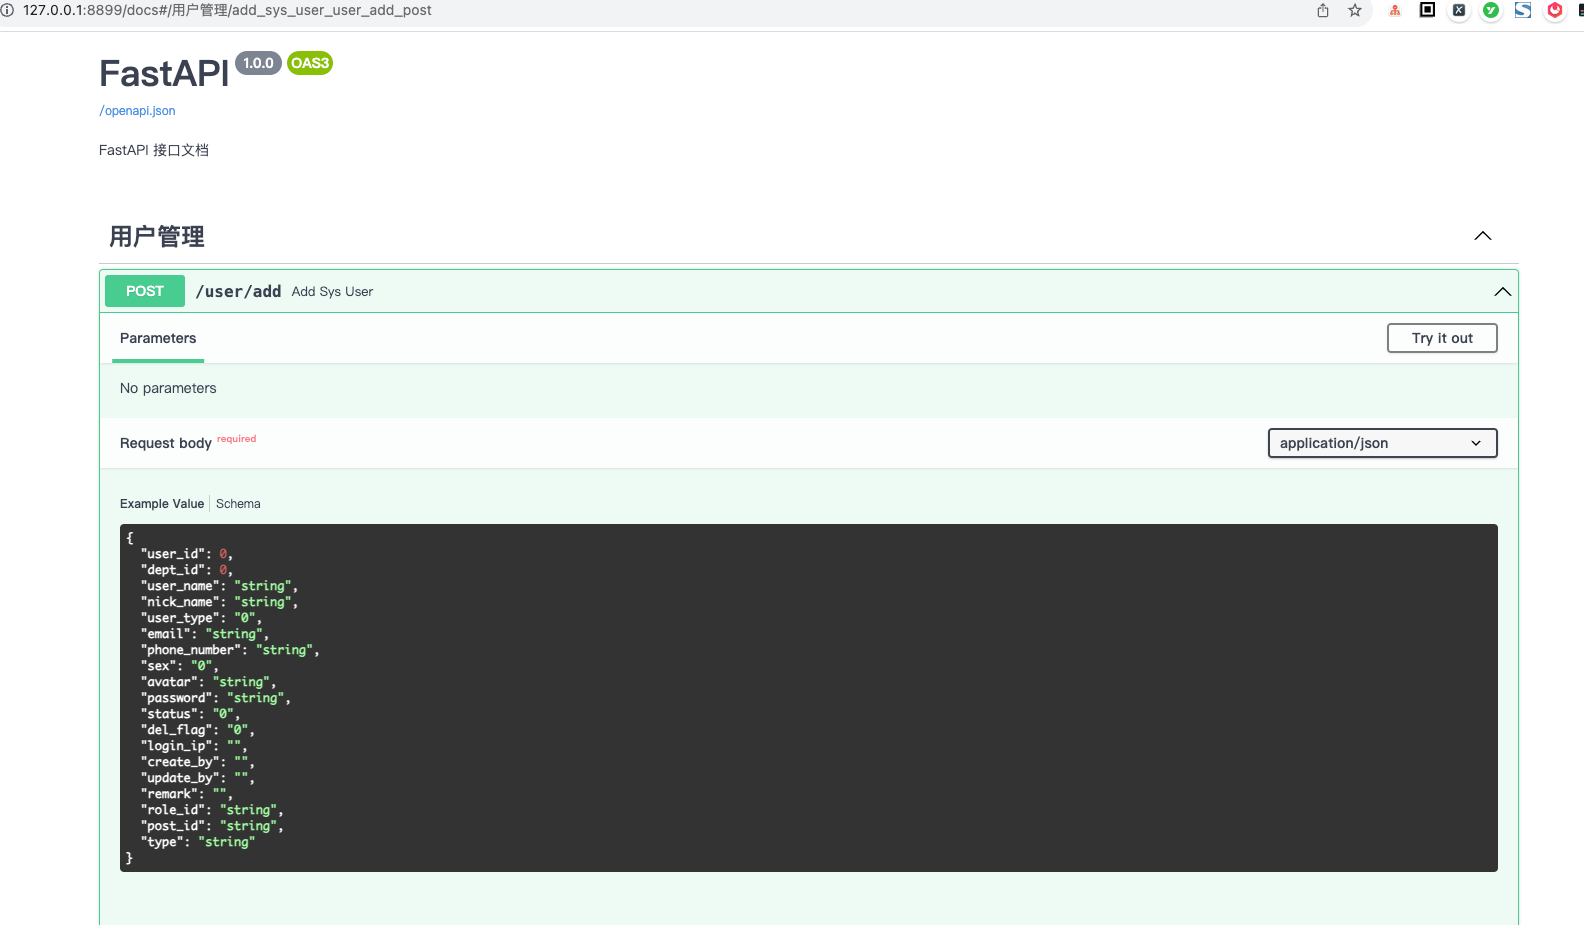 127.0.0.1:8899/docs#/用户管理/add_sys_user_user_add_post
FastAPI 1.0.0 OAS3
/openapi.json
FastAPI 接口文档
用户管理
POST /user/add Add Sys User
Parameters Try it out
No parameters
Request body required application/json
Example Value Schema
{
"user_id": 0,
"dept_id": 0,
"user_name": "string",
"nick_name": "string",
"user_type": "0",
"email": "string",
"phone_number": "string",
"sex": "0",
"avatar": "string",
"password": "string",
"status": "0",
"del_flag": "0",
"login_ip": "",
"create_by": "",
"update_by": "",
"remark": "",
"role_id": "string",
"post_id": "string",
"type": "string"
}